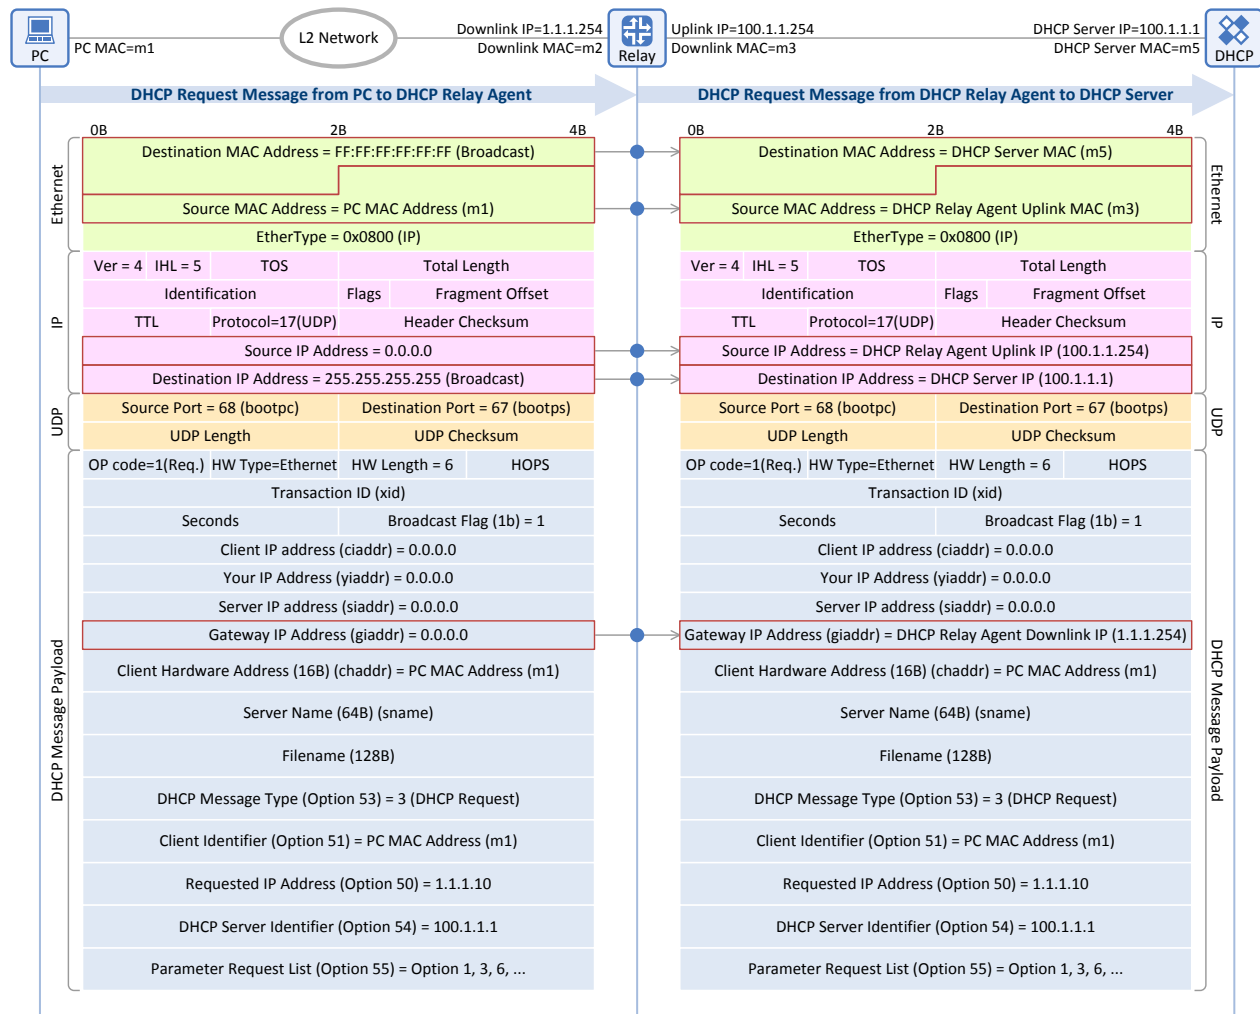 PC
PC MAC=m1
L2 Network
Downlink IP=1.1.1.254
Downlink MAC=m2
Relay
Uplink IP=100.1.1.254
Downlink MAC=m3
DHCP Server IP=100.1.1.1
DHCP Server MAC=m5
DHCP
DHCP Request Message from PC to DHCP Relay Agent
DHCP Request Message from DHCP Relay Agent to DHCP Server
0B 2B 4B
Ethernet
Destination MAC Address = FF:FF:FF:FF:FF:FF (Broadcast)
Source MAC Address = PC MAC Address (m1)
EtherType = 0x0800 (IP)
IP
Ver = 4 IHL = 5 TOS Total Length
Identification Flags Fragment Offset
TTL Protocol=17(UDP) Header Checksum
Source IP Address = 0.0.0.0
Destination IP Address = 255.255.255.255 (Broadcast)
UDP
Source Port = 68 (bootpc) Destination Port = 67 (bootps)
UDP Length UDP Checksum
DHCP Message Payload
OP code=1(Req.) HW Type=Ethernet HW Length = 6 HOPS
Transaction ID (xid)
Seconds Broadcast Flag (1b) = 1
Client IP address (ciaddr) = 0.0.0.0
Your IP Address (yiaddr) = 0.0.0.0
Server IP address (siaddr) = 0.0.0.0
Gateway IP Address (giaddr) = 0.0.0.0
Client Hardware Address (16B) (chaddr) = PC MAC Address (m1)
Server Name (64B) (sname)
Filename (128B)
DHCP Message Type (Option 53) = 3 (DHCP Request)
Client Identifier (Option 51) = PC MAC Address (m1)
Requested IP Address (Option 50) = 1.1.1.10
DHCP Server Identifier (Option 54) = 100.1.1.1
Parameter Request List (Option 55) = Option 1, 3, 6, ...
0B 2B 4B
Ethernet
Destination MAC Address = DHCP Server MAC (m5)
Source MAC Address = DHCP Relay Agent Uplink MAC (m3)
EtherType = 0x0800 (IP)
IP
Ver = 4 IHL = 5 TOS Total Length
Identification Flags Fragment Offset
TTL Protocol=17(UDP) Header Checksum
Source IP Address = DHCP Relay Agent Uplink IP (100.1.1.254)
Destination IP Address = DHCP Server IP (100.1.1.1)
UDP
Source Port = 68 (bootpc) Destination Port = 67 (bootps)
UDP Length UDP Checksum
DHCP Message Payload
OP code=1(Req.) HW Type=Ethernet HW Length = 6 HOPS
Transaction ID (xid)
Seconds Broadcast Flag (1b) = 1
Client IP address (ciaddr) = 0.0.0.0
Your IP Address (yiaddr) = 0.0.0.0
Server IP address (siaddr) = 0.0.0.0
Gateway IP Address (giaddr) = DHCP Relay Agent Downlink IP (1.1.1.254)
Client Hardware Address (16B) (chaddr) = PC MAC Address (m1)
Server Name (64B) (sname)
Filename (128B)
DHCP Message Type (Option 53) = 3 (DHCP Request)
Client Identifier (Option 51) = PC MAC Address (m1)
Requested IP Address (Option 50) = 1.1.1.10
DHCP Server Identifier (Option 54) = 100.1.1.1
Parameter Request List (Option 55) = Option 1, 3, 6, ...